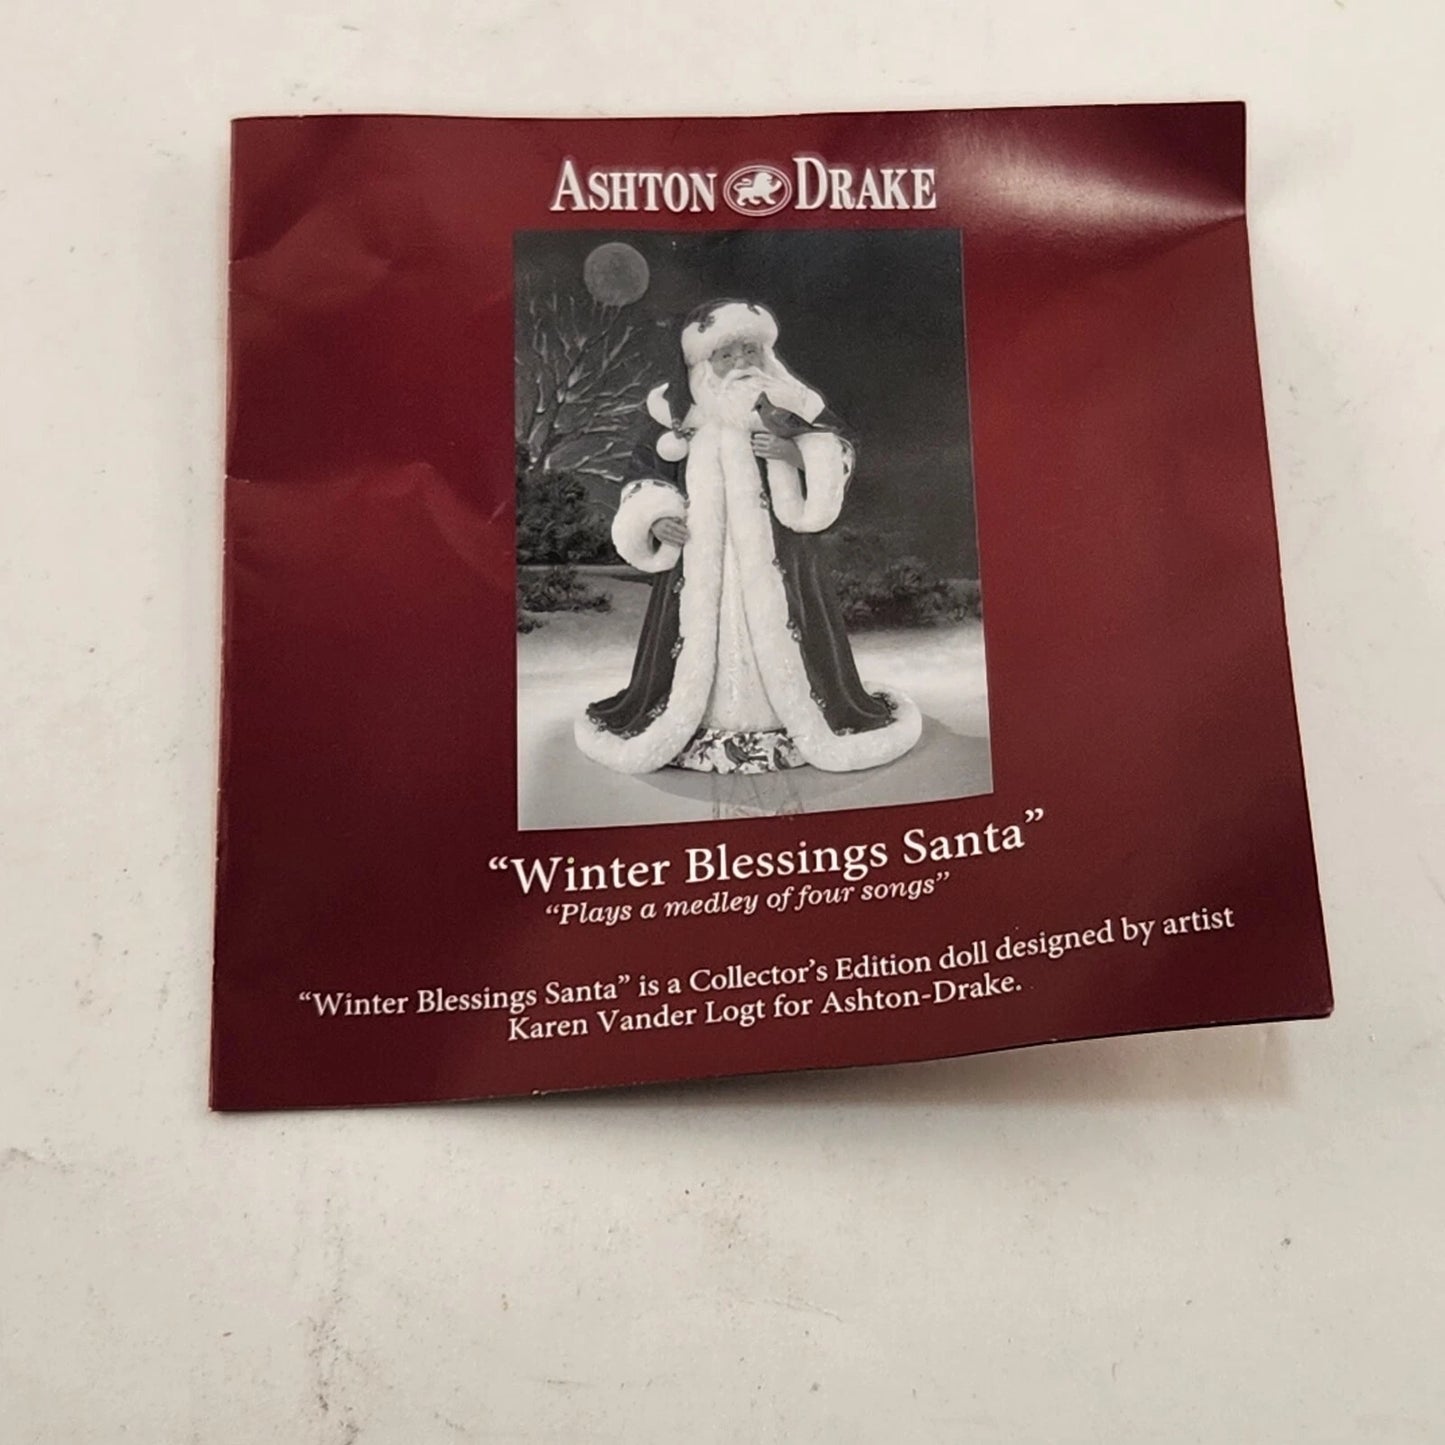 ASHTON DRAKE
“Winter Blessings Santa”
“Plays a medley of four songs”
“Winter Blessings Santa” is a Collector’s Edition doll designed by artist
Karen Vander Logt for Ashton-Drake.